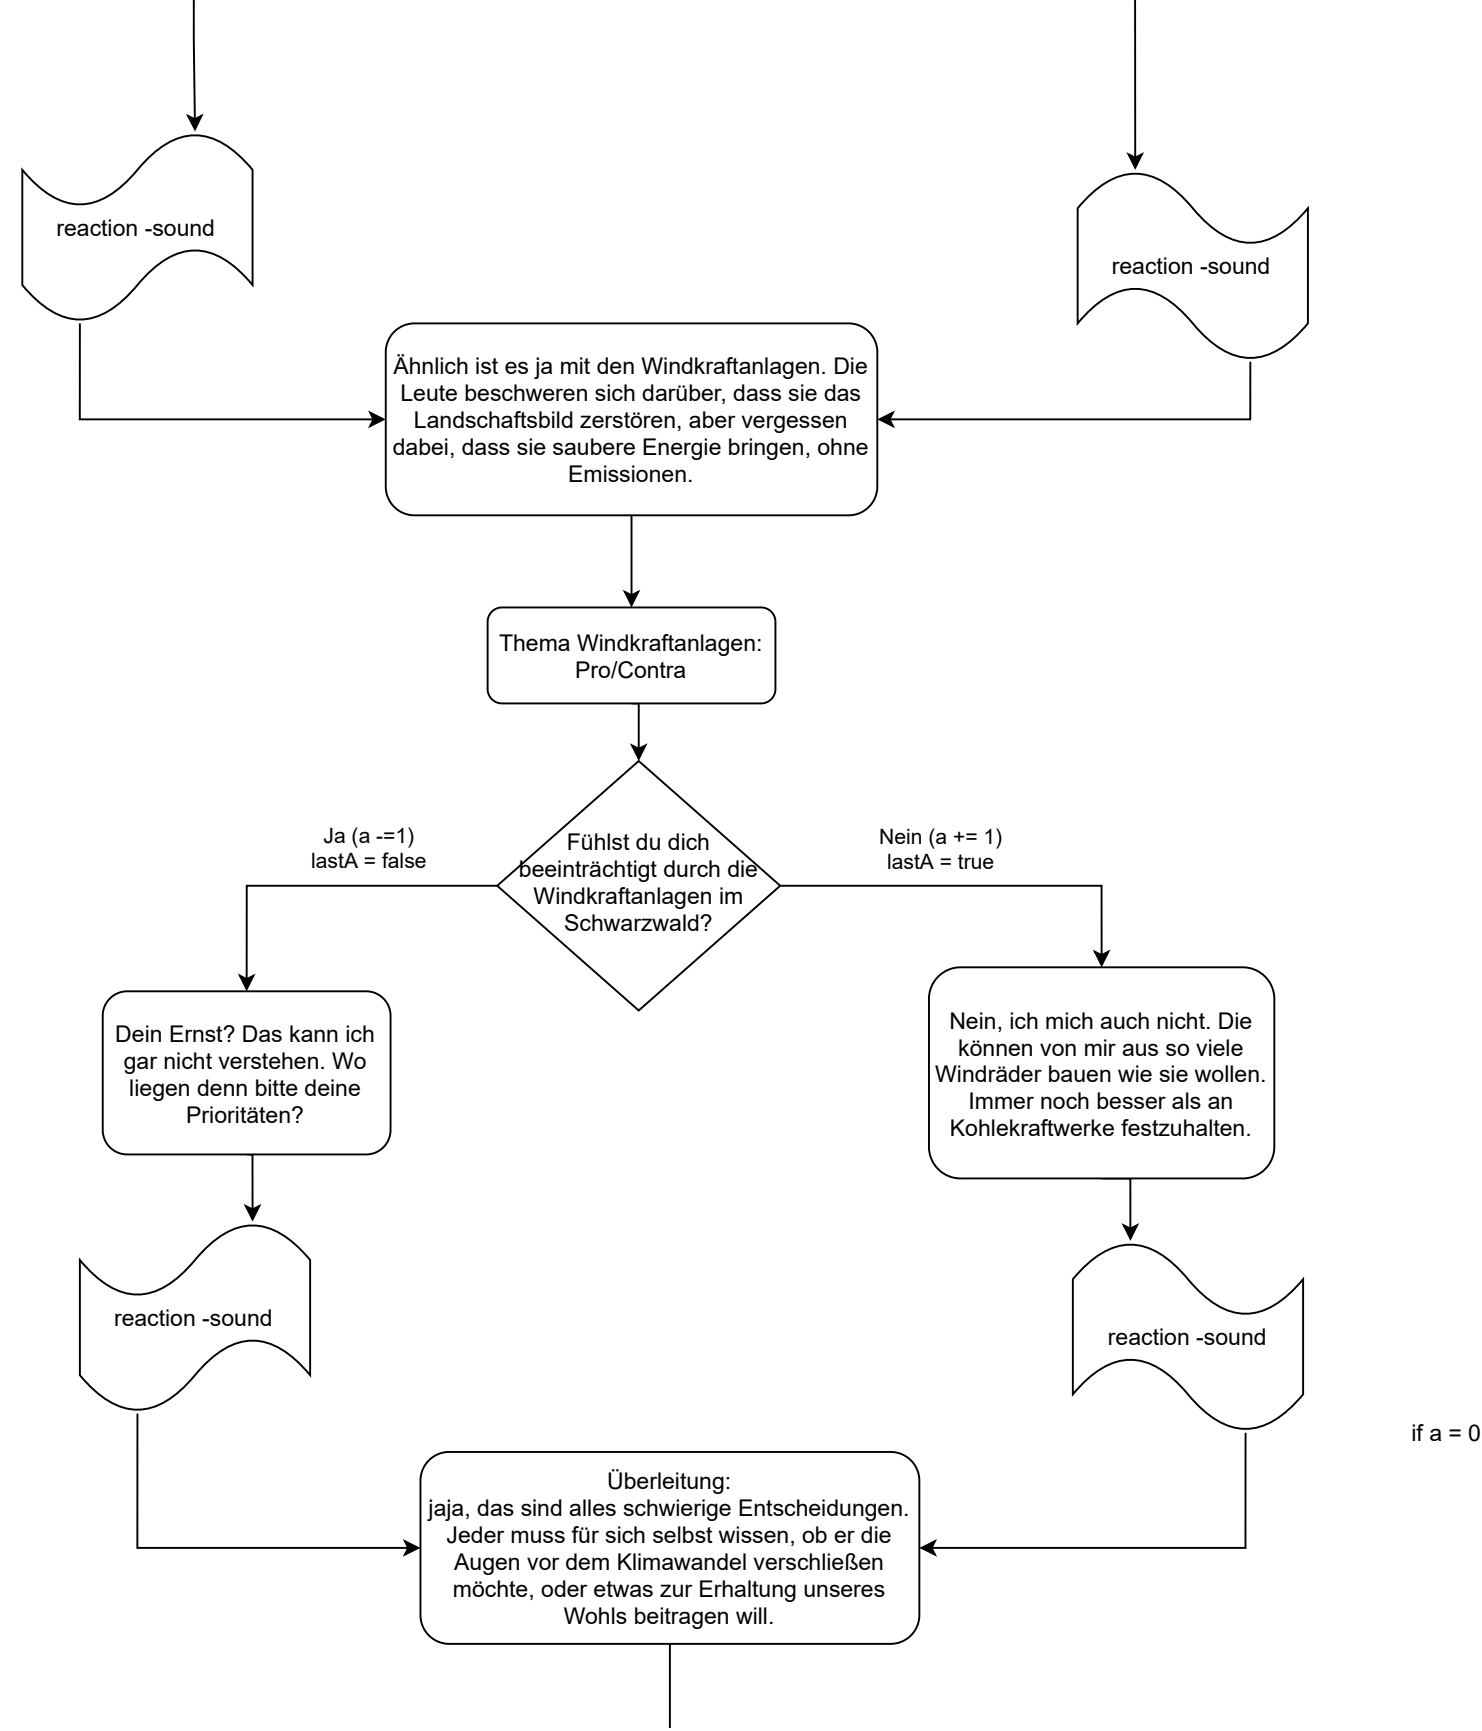 reaction -sound
reaction -sound
Ähnlich ist es ja mit den Windkraftanlagen. Die
Leute beschweren sich darüber, dass sie das
Landschaftsbild zerstören, aber vergessen
dabei, dass sie saubere Energie bringen, ohne
Emissionen.
Thema Windkraftanlagen:
Pro/Contra
Ja (a -=1)
lastA = false
Fühlst du dich
beeinträchtigt durch die
Windkraftanlagen im
Schwarzwald?
Nein (a += 1)
lastA = true
Dein Ernst? Das kann ich
gar nicht verstehen. Wo
liegen denn bitte deine
Prioritäten?
Nein, ich mich auch nicht. Die
können von mir aus so viele
Windräder bauen wie sie wollen.
Immer noch besser als an
Kohlekraftwerke festzuhalten.
reaction -sound
reaction -sound
if a = 0
Überleitung:
jaja, das sind alles schwierige Entscheidungen.
Jeder muss für sich selbst wissen, ob er die
Augen vor dem Klimawandel verschließen
möchte, oder etwas zur Erhaltung unseres
Wohls beitragen will.